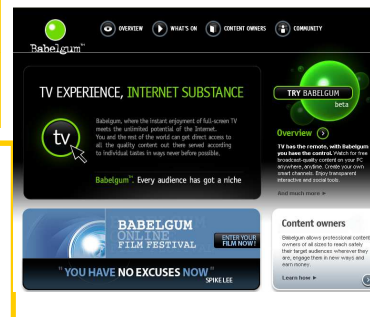 OVERVIEW
WHAT'S ON
CONTENT OWNERS
COMMUNITY
Babelgum™
TV EXPERIENCE, INTERNET SUBSTANCE
tv
Babelgum, where the instant enjoyment of full-screen TV
meets the unlimited potential of the Internet.
You and the rest of the world can get direct access to
all the quality content out there served according
to individual tastes in ways never before possible.
Babelgum™. Every audience has got a niche
TRY BABELGUM
beta
Overview
TV has the remote, with Babelgum
you have the control. Watch for free
broadcast-quality content on your PC
anywhere, anytime. Create your own
smart channels. Enjoy transparent
interactive and social tools.
And much more
BABELGUM
ONLINE
FILM FESTIVAL
ENTER YOUR
FILM NOW!
"YOU HAVE NO EXCUSES NOW"
SPIKE LEE
Content owners
Babelgum allows professional content
owners of all sizes to reach safely
their target audiences wherever they
are, engage them in new ways and
earn money.
Learn how